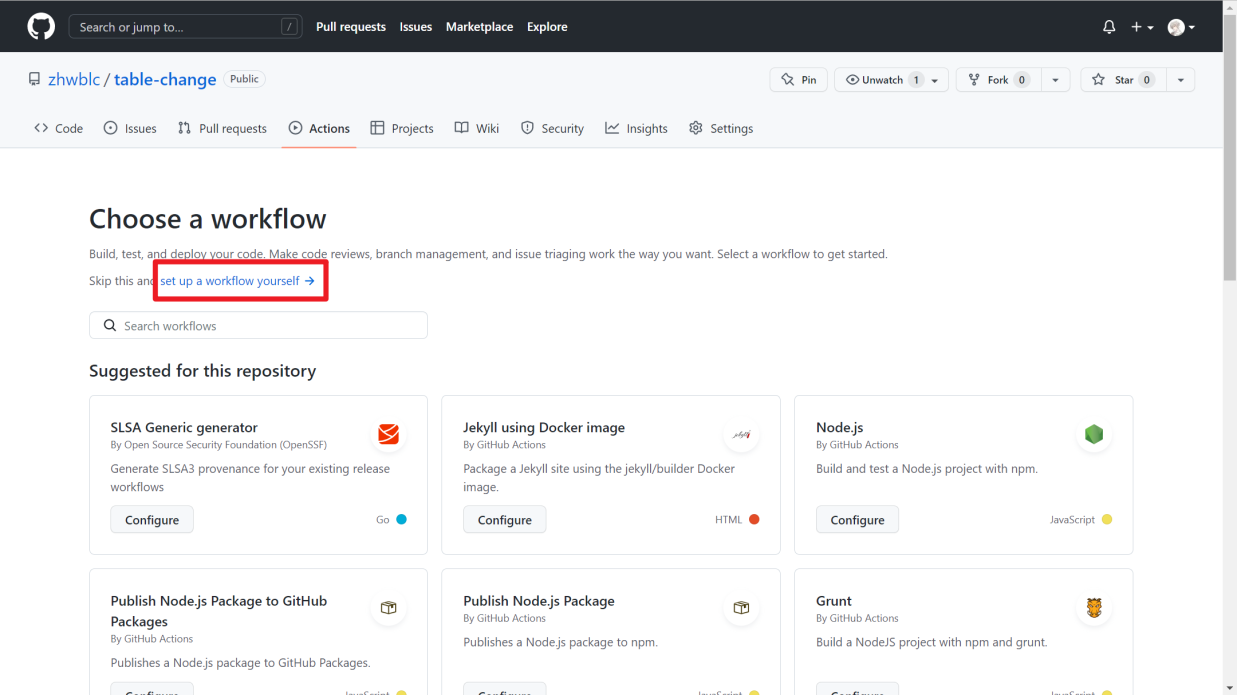 Search or jump to... /
Pull requests Issues Marketplace Explore
zhwblc / table-change Public
Pin Unwatch 1 Fork 0 Star 0
Code Issues Pull requests Actions Projects Wiki Security Insights Settings
Choose a workflow
Build, test, and deploy your code. Make code reviews, branch management, and issue triaging work the way you want. Select a workflow to get started.
Skip this and set up a workflow yourself →
Search workflows
Suggested for this repository
SLSA Generic generator
By Open Source Security Foundation (OpenSSF)
Generate SLSA3 provenance for your existing release
workflows
Configure Go
Jekyll using Docker image
By GitHub Actions
Package a Jekyll site using the jekyll/builder Docker
image.
Configure HTML
Node.js
By GitHub Actions
Build and test a Node.js project with npm.
Configure JavaScript
Publish Node.js Package to GitHub
Packages
By GitHub Actions
Publishes a Node.js package to GitHub Packages.
Configure JavaScript
Publish Node.js Package
By GitHub Actions
Publishes a Node.js package to npm.
Configure JavaScript
Grunt
By GitHub Actions
Build a NodeJS project with npm and grunt.
Configure JavaScript